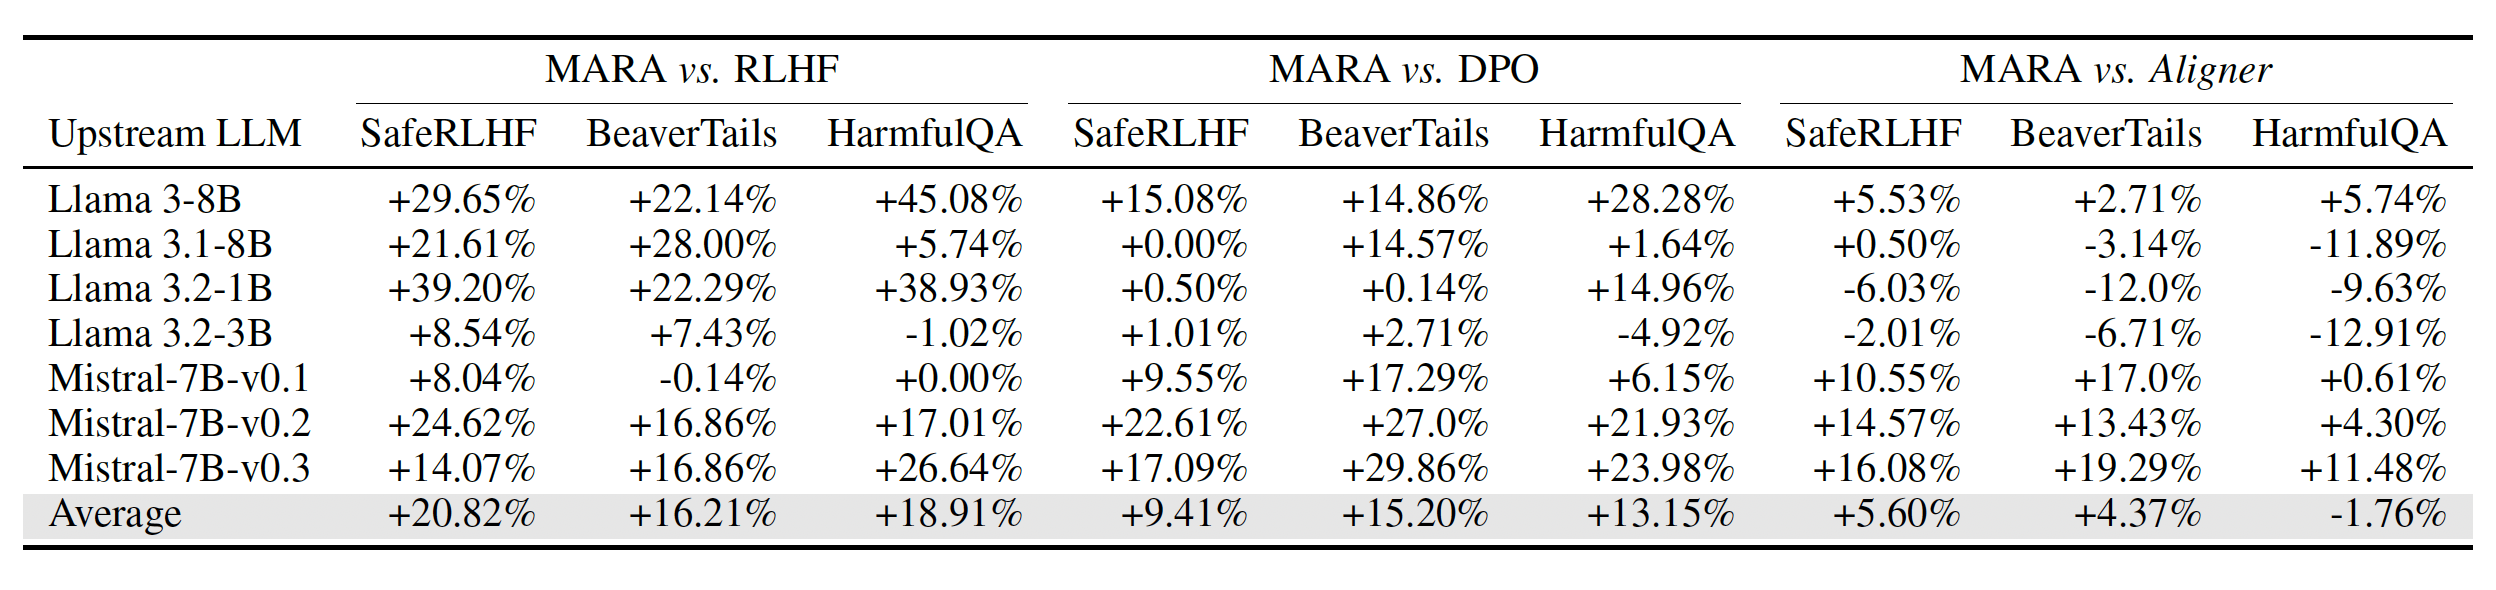 MARA vs. RLHF MARA vs. DPO MARA vs. Aligner
Upstream LLM SafeRLHF BeaverTails HarmfulQA SafeRLHF BeaverTails HarmfulQA SafeRLHF BeaverTails HarmfulQA
Llama 3-8B +29.65% +22.14% +45.08% +15.08% +14.86% +28.28% +5.53% +2.71% +5.74%
Llama 3.1-8B +21.61% +28.00% +5.74% +0.00% +14.57% +1.64% +0.50% -3.14% -11.89%
Llama 3.2-1B +39.20% +22.29% +38.93% +0.50% +0.14% +14.96% -6.03% -12.0% -9.63%
Llama 3.2-3B +8.54% +7.43% -1.02% +1.01% +2.71% -4.92% -2.01% -6.71% -12.91%
Mistral-7B-v0.1 +8.04% -0.14% +0.00% +9.55% +17.29% +6.15% +10.55% +17.0% +0.61%
Mistral-7B-v0.2 +24.62% +16.86% +17.01% +22.61% +27.0% +21.93% +14.57% +13.43% +4.30%
Mistral-7B-v0.3 +14.07% +16.86% +26.64% +17.09% +29.86% +23.98% +16.08% +19.29% +11.48%
Average +20.82% +16.21% +18.91% +9.41% +15.20% +13.15% +5.60% +4.37% -1.76%